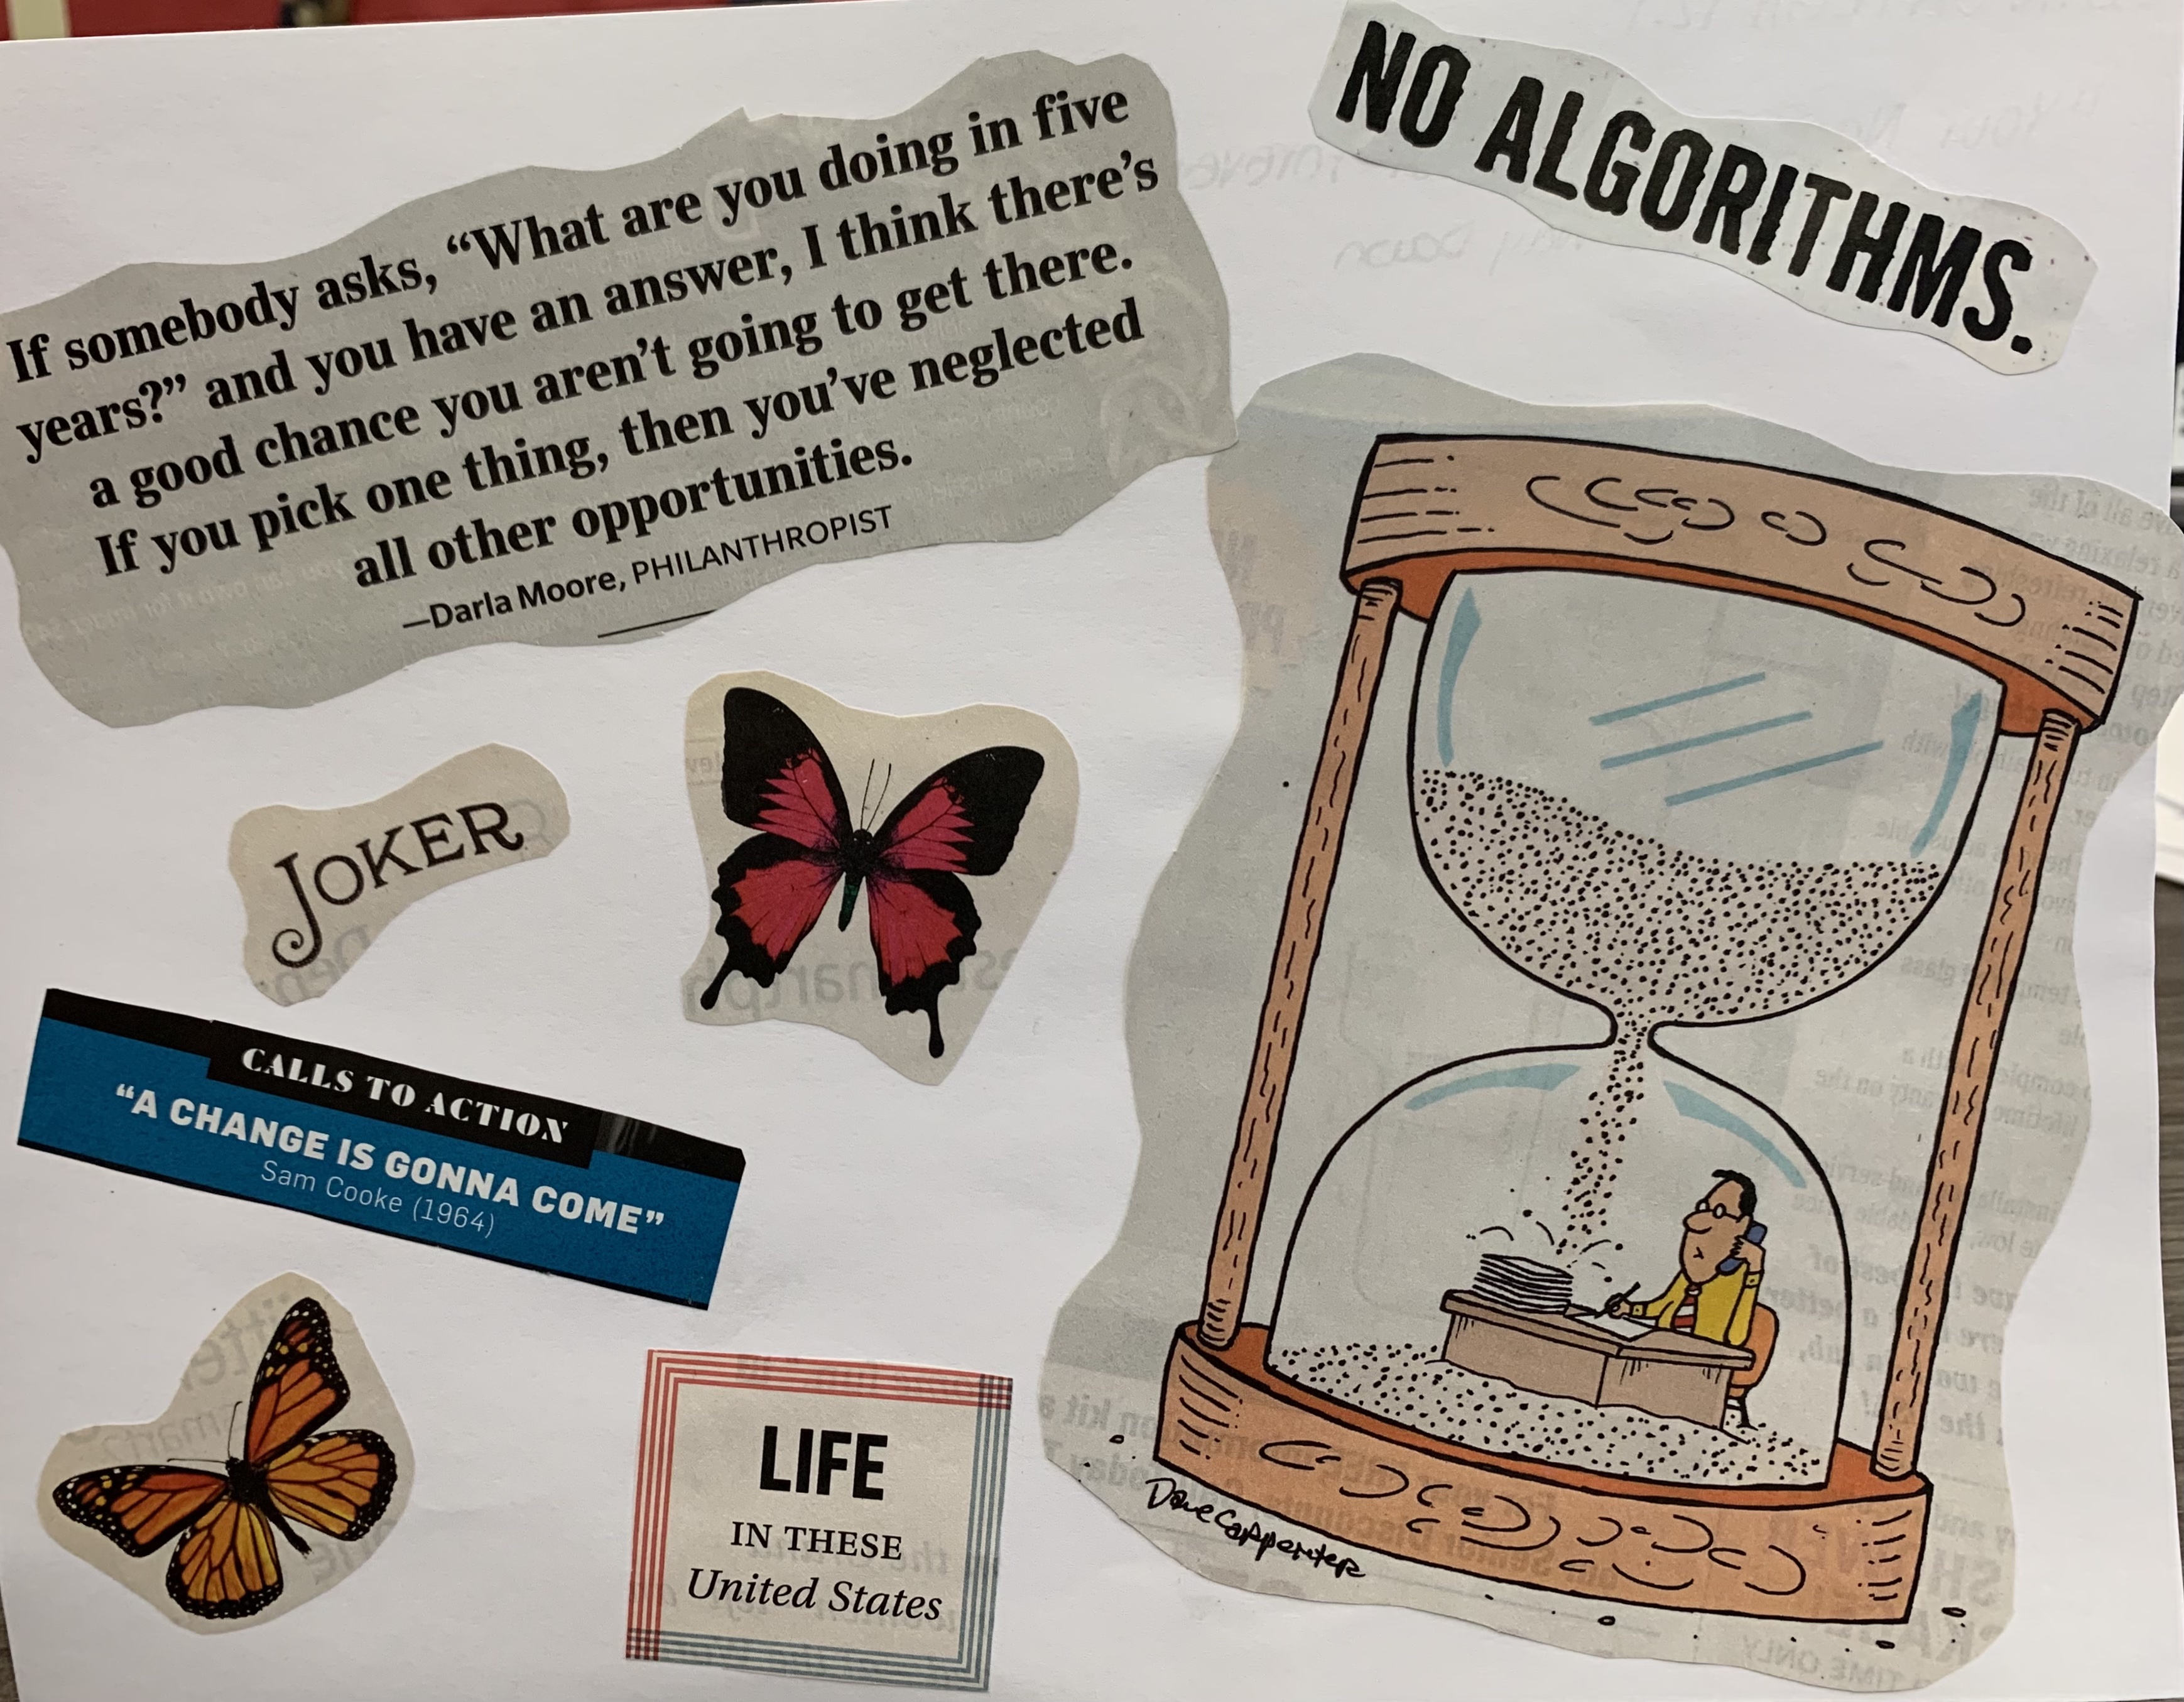 If somebody asks, “What are you doing in five
years?” and you have an answer, I think there’s
a good chance you aren’t going to get there.
If you pick one thing, then you’ve neglected
all other opportunities.
—Darla Moore, PHILANTHROPIST
NO ALGORITHMS.
JOKER
CALLS TO ACTION
“A CHANGE IS GONNA COME”
Sam Cooke (1964)
LIFE
IN THESE
United States
Dave Carpenter